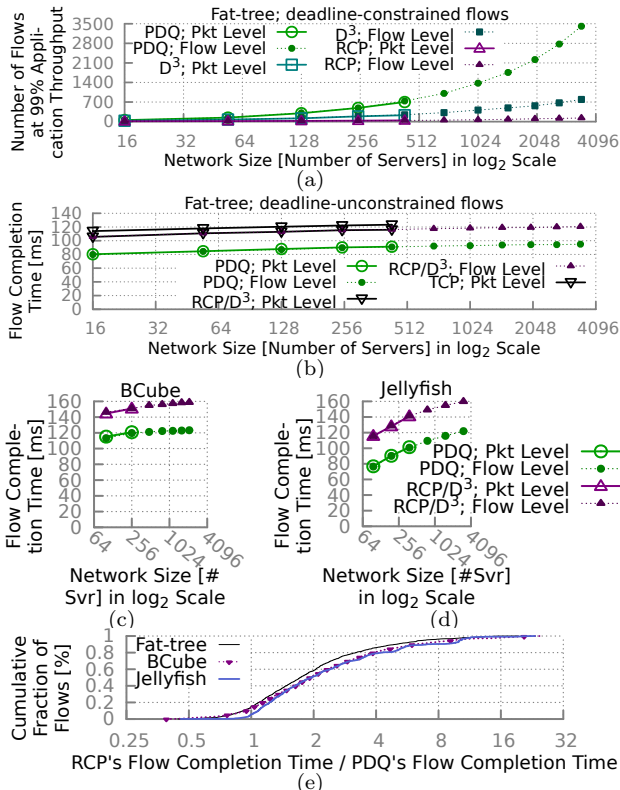 Fat-tree; deadline-constrained flows
Number of Flows
at 99% Appli-
cation Throughput
3500
2800
2100
1400
700
0
PDQ; Pkt Level
PDQ; Flow Level
D³; Pkt Level
D³; Flow Level
RCP; Pkt Level
RCP; Flow Level
16 32 64 128 256 512 1024 2048 4096
Network Size [Number of Servers] in log₂ Scale
(a)
Fat-tree; deadline-unconstrained flows
Flow Completion
Time [ms]
140
120
100
80
60
40
20
0
PDQ; Pkt Level
PDQ; Flow Level
RCP/D³; Pkt Level
RCP/D³; Flow Level
TCP; Pkt Level
16 32 64 128 256 512 1024 2048 4096
Network Size [Number of Servers] in log₂ Scale
(b)
BCube
Flow Comple-
tion Time [ms]
160
140
120
100
80
60
40
20
0
64 256 1024 4096
Network Size [#
Svr] in log₂ Scale
(c)
Jellyfish
Flow Comple-
tion Time [ms]
160
140
120
100
80
60
40
20
0
PDQ; Pkt Level
PDQ; Flow Level
RCP/D³; Pkt Level
RCP/D³; Flow Level
64 256 1024 4096
Network Size [#Svr]
in log₂ Scale
(d)
Cumulative
Fraction of
Flows [%]
1
0.8
0.6
0.4
0.2
0
Fat-tree
BCube
Jellyfish
0.25 0.5 1 2 4 8 16 32
RCP's Flow Completion Time / PDQ's Flow Completion Time
(e)